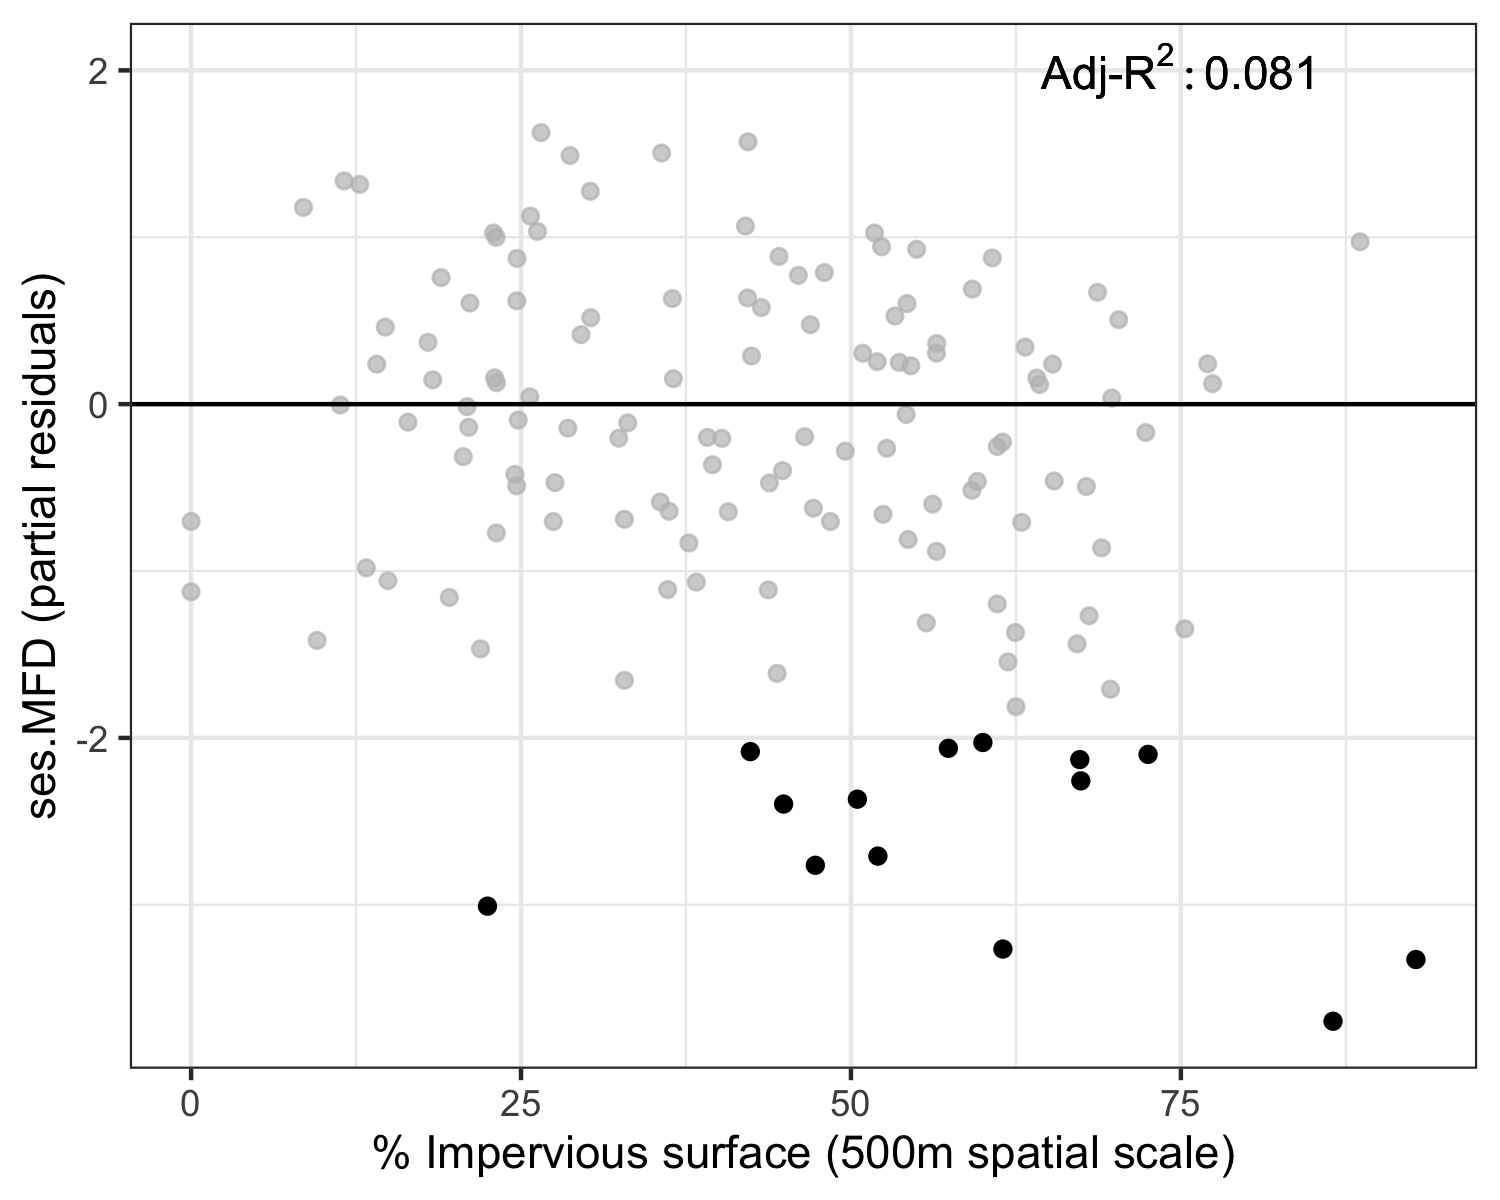 Adj-R²: 0.081
2
0
-2
ses.MFD (partial residuals)
0 25 50 75
% Impervious surface (500m spatial scale)